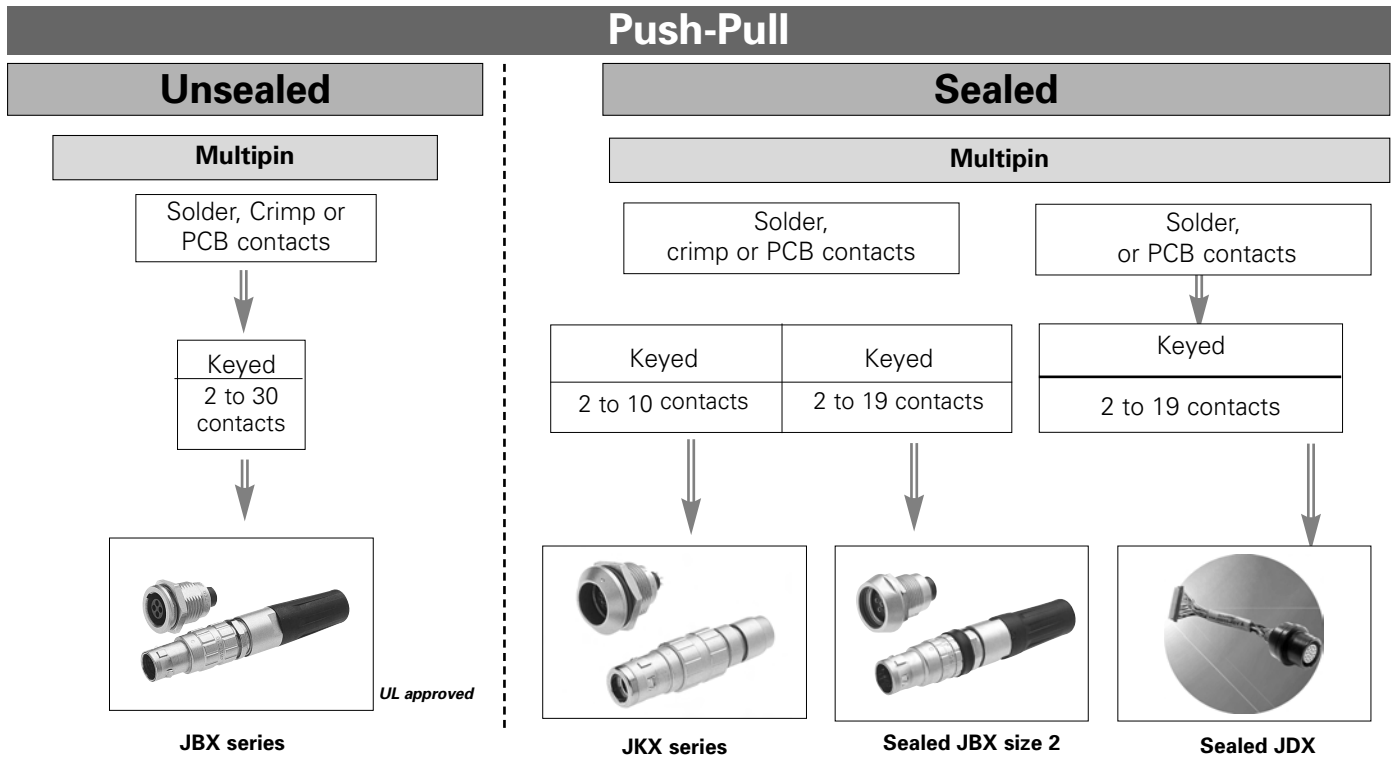 Push-Pull
Unsealed
Multipin
Solder, Crimp or
PCB contacts
Keyed
2 to 30
contacts
UL approved
JBX series
Sealed
Multipin
Solder,
crimp or PCB contacts
Solder,
or PCB contacts
Keyed
2 to 10 contacts
Keyed
2 to 19 contacts
Keyed
2 to 19 contacts
JKX series
Sealed JBX size 2
Sealed JDX